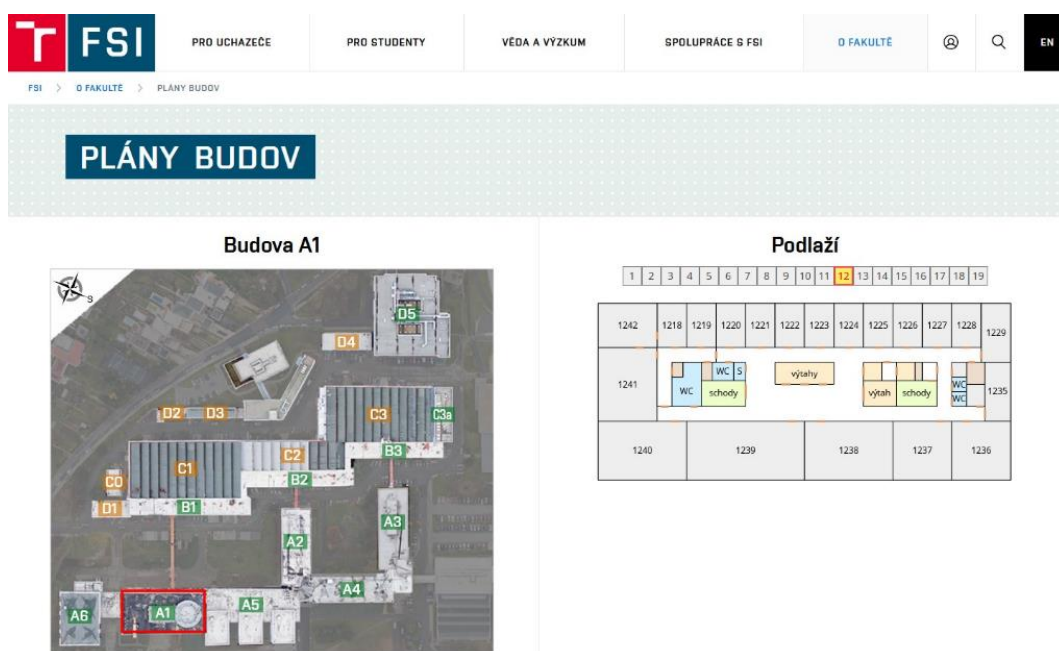 FSI
PRO UCHAZEČE
PRO STUDENTY
VĚDA A VÝZKUM
SPOLUPRÁCE S FSI
O FAKULTĚ
EN
FSI > O FAKULTĚ > PLÁNY BUDOV
PLÁNY BUDOV
Budova A1
S
D5
D4
D2 D3
C3 C3a
B3
C2
C1
B2
C0
D1 B1
A3
A2
A4
A5
A1
A6
Podlaží
1 2 3 4 5 6 7 8 9 10 11 12 13 14 15 16 17 18 19
1242 1218 1219 1220 1221 1222 1223 1224 1225 1226 1227 1228 1229
1241 WC WC S schody výtahy výtah schody WC WC 1235
1240 1239 1238 1237 1236